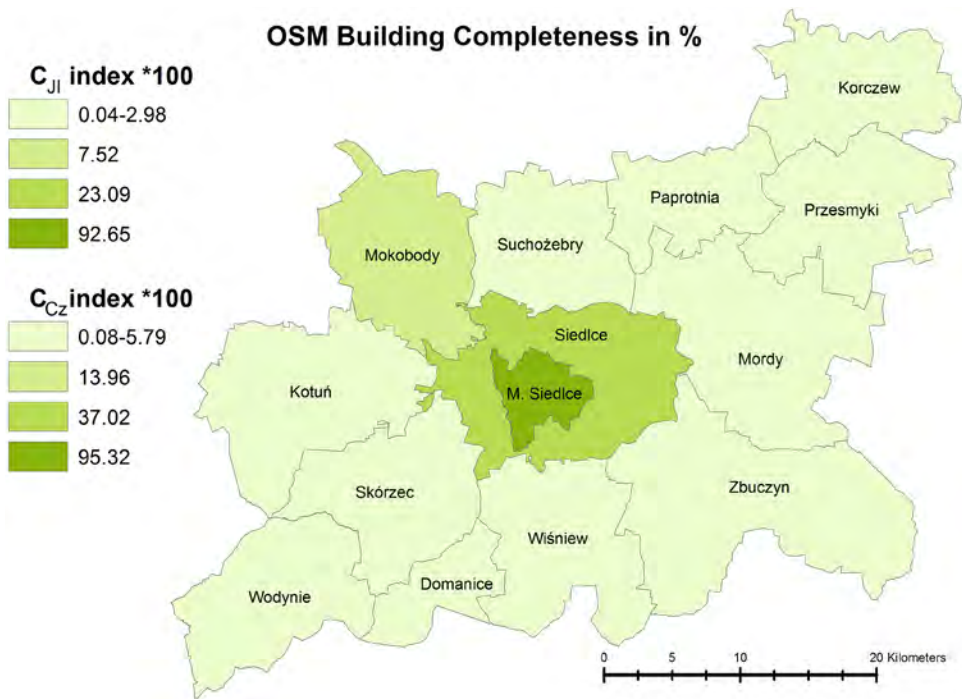 OSM Building Completeness in %
C_JI index *100
0.04-2.98
7.52
23.09
92.65
C_Cz index *100
0.08-5.79
13.96
37.02
95.32
Korczew
Paprotnia
Przesmyki
Suchożebry
Mokobody
Siedlce
Mordy
M. Siedlce
Kotuń
Skórzec
Zbuczyn
Wiśniew
Domanice
Wodynie
0 5 10 20 Kilometers